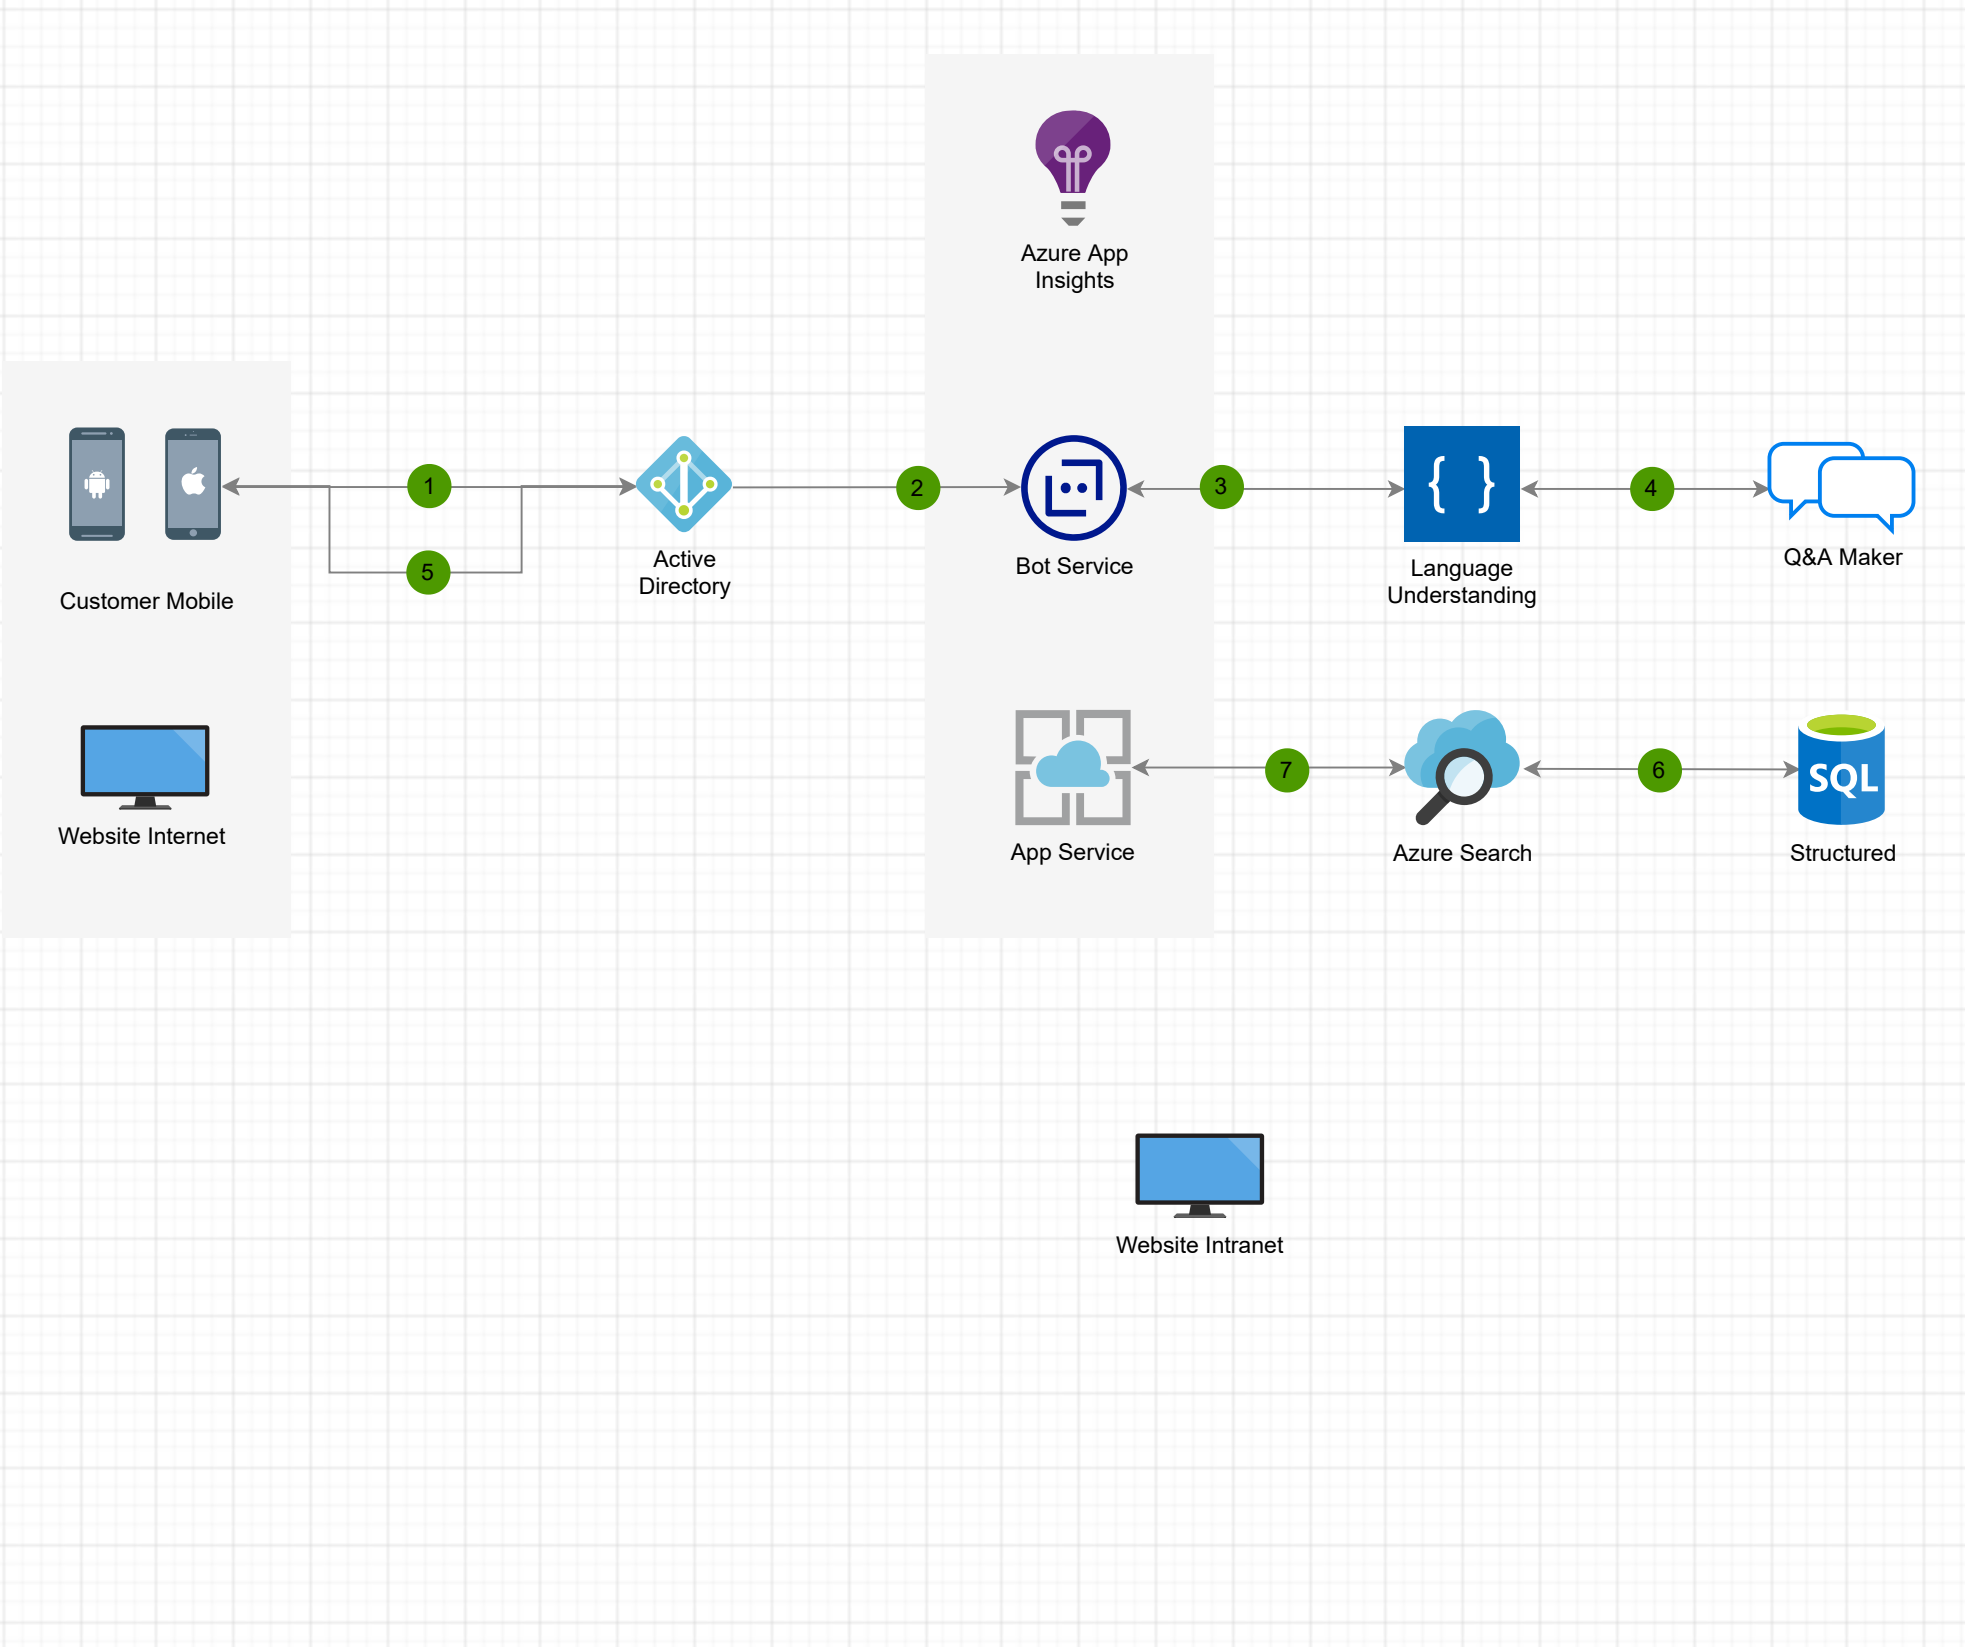 Azure App
Insights
1
2
3
4
5
Active
Directory
Bot Service
Language
Understanding
Q&A Maker
Customer Mobile
SQL
7
6
Website Internet
App Service
Azure Search
Structured
Website Intranet